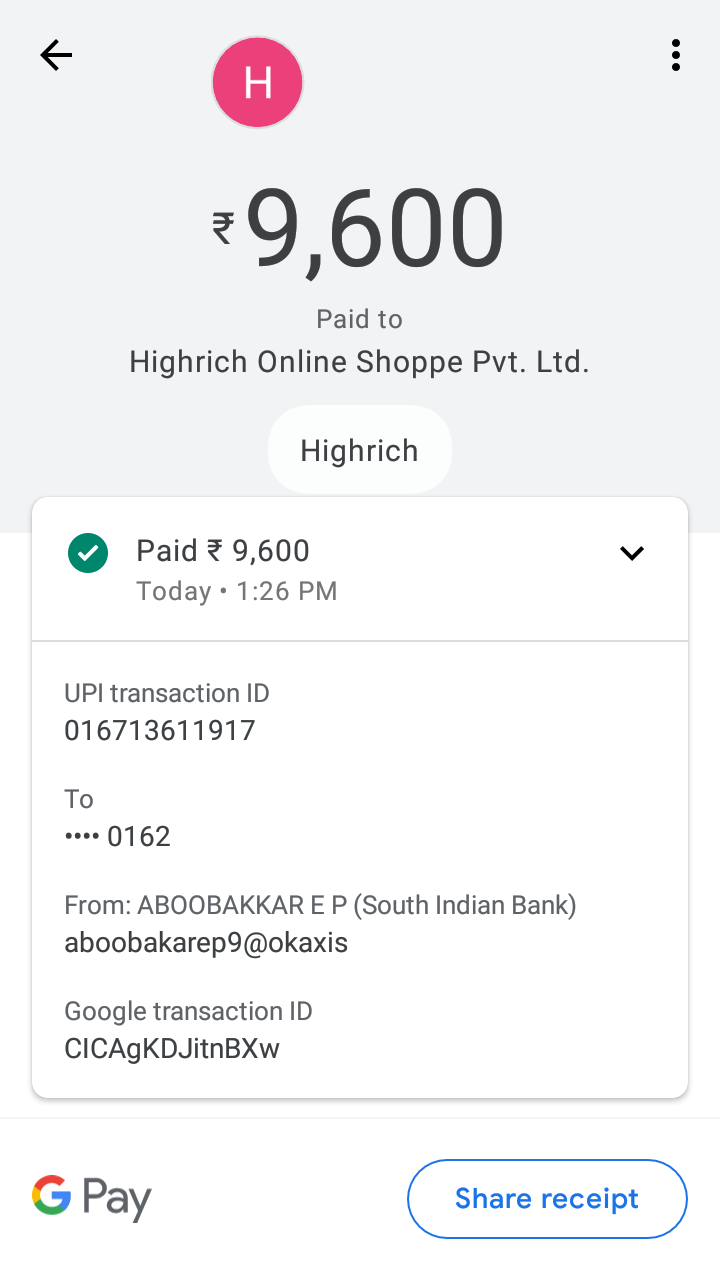 H
₹9,600
Paid to
Highrich Online Shoppe Pvt. Ltd.
Highrich
Paid ₹ 9,600
Today • 1:26 PM
UPI transaction ID
016713611917
To
•••• 0162
From: ABOOBAKKAR E P (South Indian Bank)
aboobakarep9@okaxis
Google transaction ID
CICAgKDJitnBXw
G Pay
Share receipt